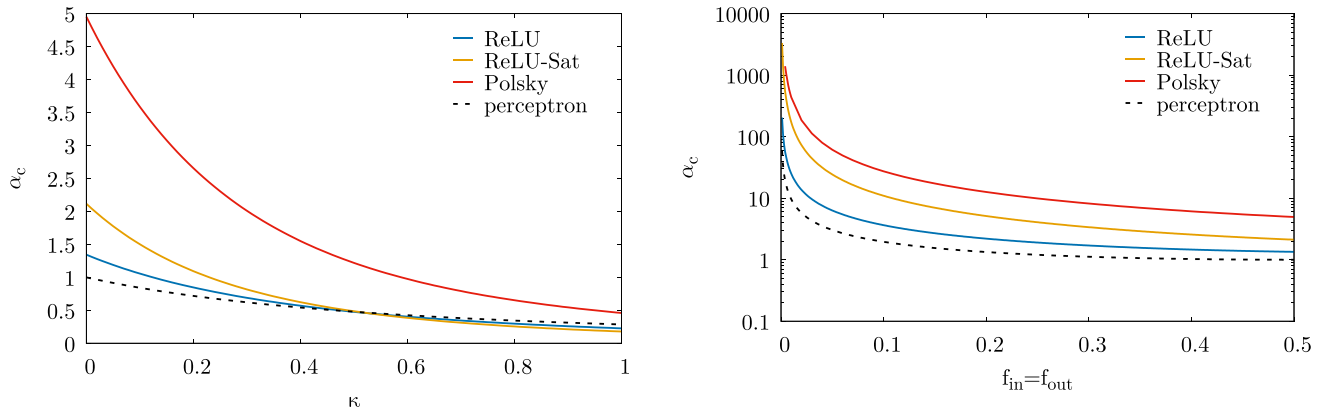 5
4.5
4
3.5
3
2.5
2
1.5
1
0.5
0
α_c
0 0.2 0.4 0.6 0.8 1
κ
ReLU
ReLU-Sat
Polsky
perceptron
10000
1000
100
10
1
0.1
α_c
0 0.1 0.2 0.3 0.4 0.5
f_in=f_out
ReLU
ReLU-Sat
Polsky
perceptron